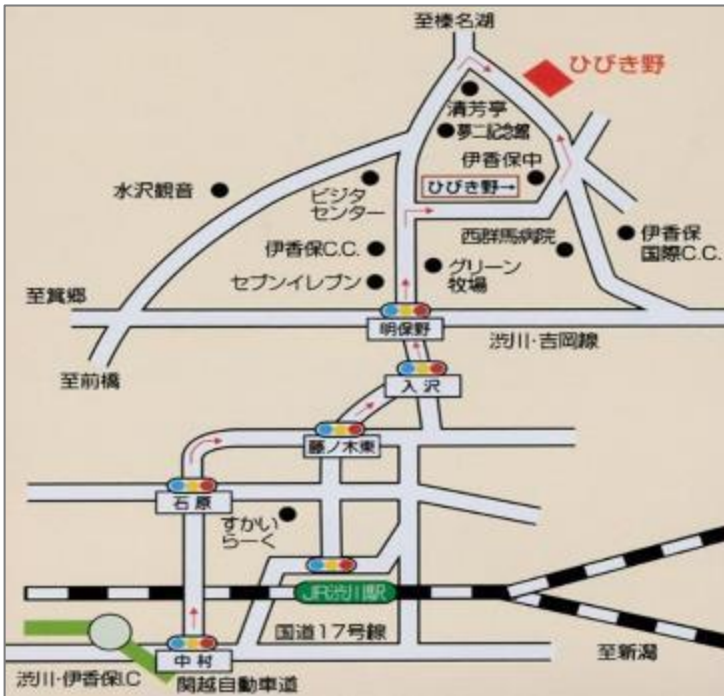 至榛名湖
ひびき野
清芳亭
夢二記念館
伊香保中
水沢観音
ビジタ
センター
ひびき野→
伊香保C.C.
西群馬病院
伊香保
国際C.C.
セブンイレブン
グリーン
牧場
至箕郷
明保野
渋川・吉岡線
至前橋
入沢
藤ノ木東
石原
すかい
らーく
JR渋川駅
国道17号線
至新潟
中村
渋川・伊香保I.C
関越自動車道